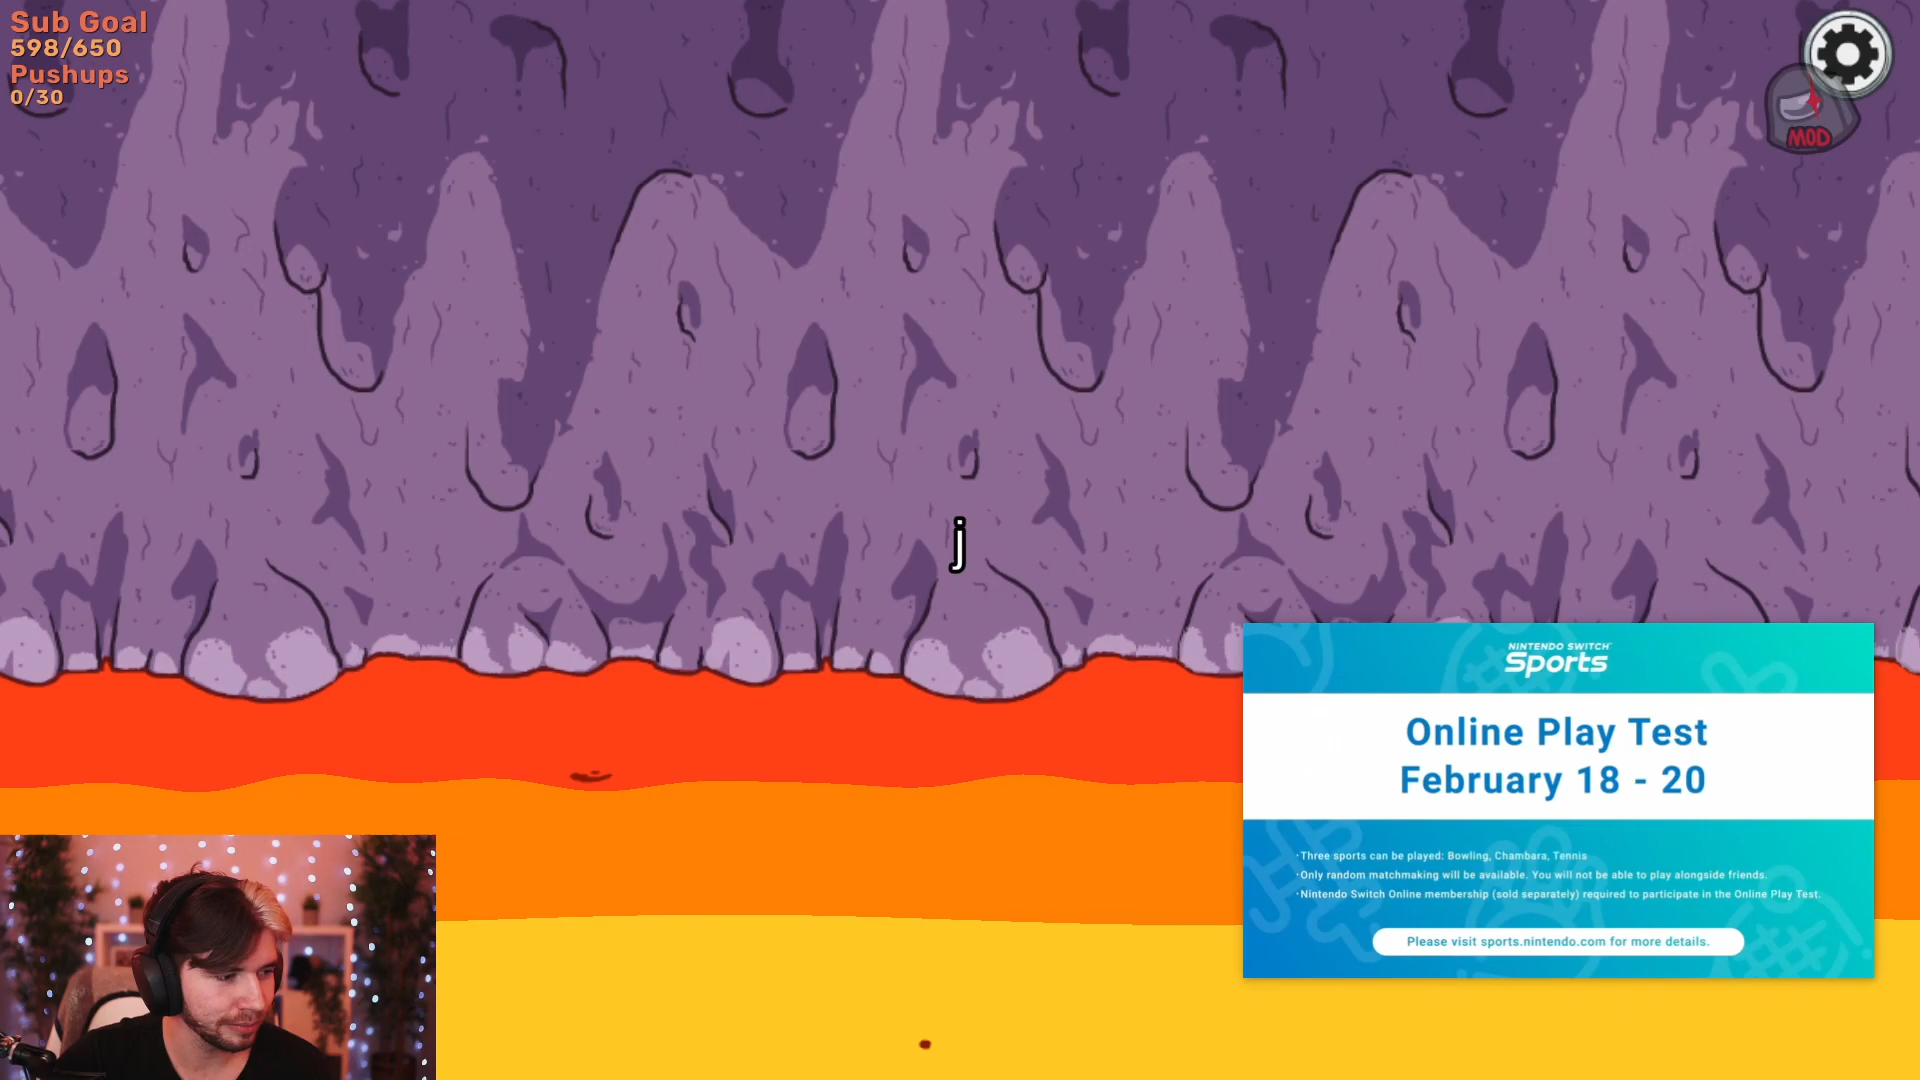 Sub Goal
598/650
Pushups
0/30
MOD
j
NINTENDO SWITCH
Sports
Online Play Test
February 18 - 20
·Three sports can be played: Bowling, Chambara, Tennis
·Only random matchmaking will be available. You will not be able to play alongside friends.
·Nintendo Switch Online membership (sold separately) required to participate in the Online Play Test.
Please visit sports.nintendo.com for more details.